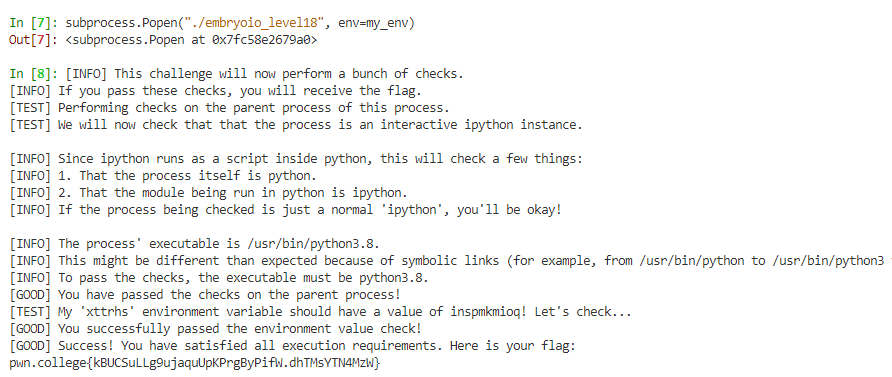 In [7]: subprocess.Popen("./embryoio_level18", env=my_env)
Out[7]: <subprocess.Popen at 0x7fc58e2679a0>
In [8]: [INFO] This challenge will now perform a bunch of checks.
[INFO] If you pass these checks, you will receive the flag.
[TEST] Performing checks on the parent process of this process.
[TEST] We will now check that that the process is an interactive ipython instance.
[INFO] Since ipython runs as a script inside python, this will check a few things:
[INFO] 1. That the process itself is python.
[INFO] 2. That the module being run in python is ipython.
[INFO] If the process being checked is just a normal 'ipython', you'll be okay!
[INFO] The process' executable is /usr/bin/python3.8.
[INFO] This might be different than expected because of symbolic links (for example, from /usr/bin/python to /usr/bin/python3
[INFO] To pass the checks, the executable must be python3.8.
[GOOD] You have passed the checks on the parent process!
[TEST] My 'xttrhs' environment variable should have a value of inspmkmioq! Let's check...
[GOOD] You successfully passed the environment value check!
[GOOD] Success! You have satisfied all execution requirements. Here is your flag:
pwn.college{kBUCSuLLg9ujaquUpKPrgByPifW.dhTMsYTN4MzW}